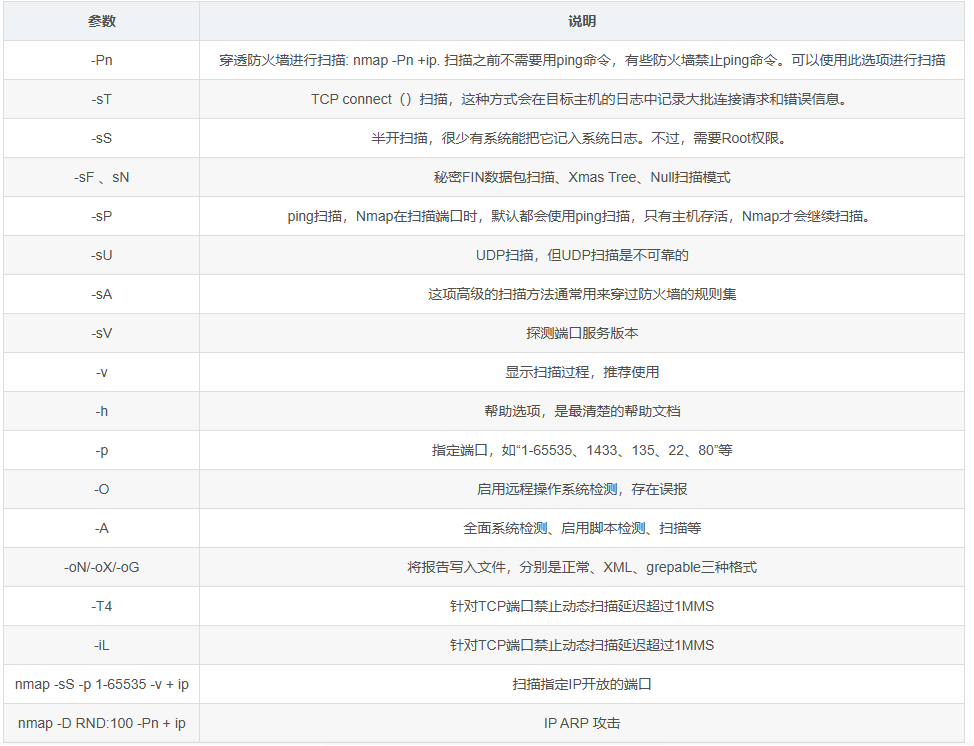 参数 说明
-Pn 穿透防火墙进行扫描: nmap -Pn +ip. 扫描之前不需要用ping命令，有些防火墙禁止ping命令。可以使用此选项进行扫描
-sT TCP connect（）扫描，这种方式会在目标主机的日志中记录大批连接请求和错误信息。
-sS 半开扫描，很少有系统能把它记入系统日志。不过，需要Root权限。
-sF 、sN 秘密FIN数据包扫描、Xmas Tree、Null扫描模式
-sP ping扫描，Nmap在扫描端口时，默认都会使用ping扫描，只有主机存活，Nmap才会继续扫描。
-sU UDP扫描，但UDP扫描是不可靠的
-sA 这项高级的扫描方法通常用来穿过防火墙的规则集
-sV 探测端口服务版本
-v 显示扫描过程，推荐使用
-h 帮助选项，是最清楚的帮助文档
-p 指定端口，如“1-65535、1433、135、22、80”等
-O 启用远程操作系统检测，存在误报
-A 全面系统检测、启用脚本检测、扫描等
-oN/-oX/-oG 将报告写入文件，分别是正常、XML、grepable三种格式
-T4 针对TCP端口禁止动态扫描延迟超过1MMS
-iL 针对TCP端口禁止动态扫描延迟超过1MMS
nmap -sS -p 1-65535 -v + ip 扫描指定IP开放的端口
nmap -D RND:100 -Pn + ip IP ARP 攻击